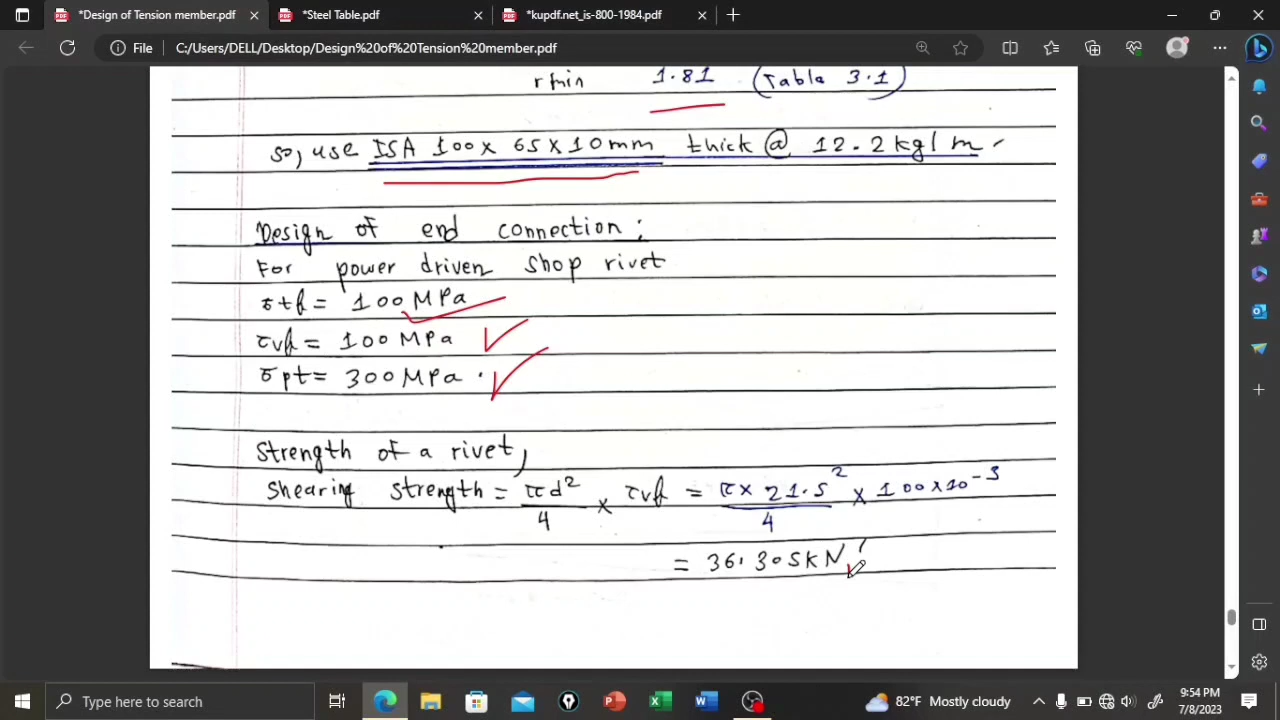 *Design of Tension member.pdf
*Steel Table.pdf
*kupdf.net_is-800-1984.pdf
File
C:/Users/DELL/Desktop/Design%20of%20Tension%20member.pdf
rmin 1.81 (Table 3.1)
so, use ISA 100 x 65 x 10mm thick @ 12.2 kg/m
Design of end connection:
For power driven shop rivet
σtf = 100 MPa
τvf = 100 MPa
σpt = 300 MPa.
Strength of a rivet,
Shearing strength = πd²/4 x τvf = π x 21.5²/4 x 100 x 10⁻³
= 36.305 kN
Type here to search
82°F Mostly cloudy
9:54 PM
7/8/2023